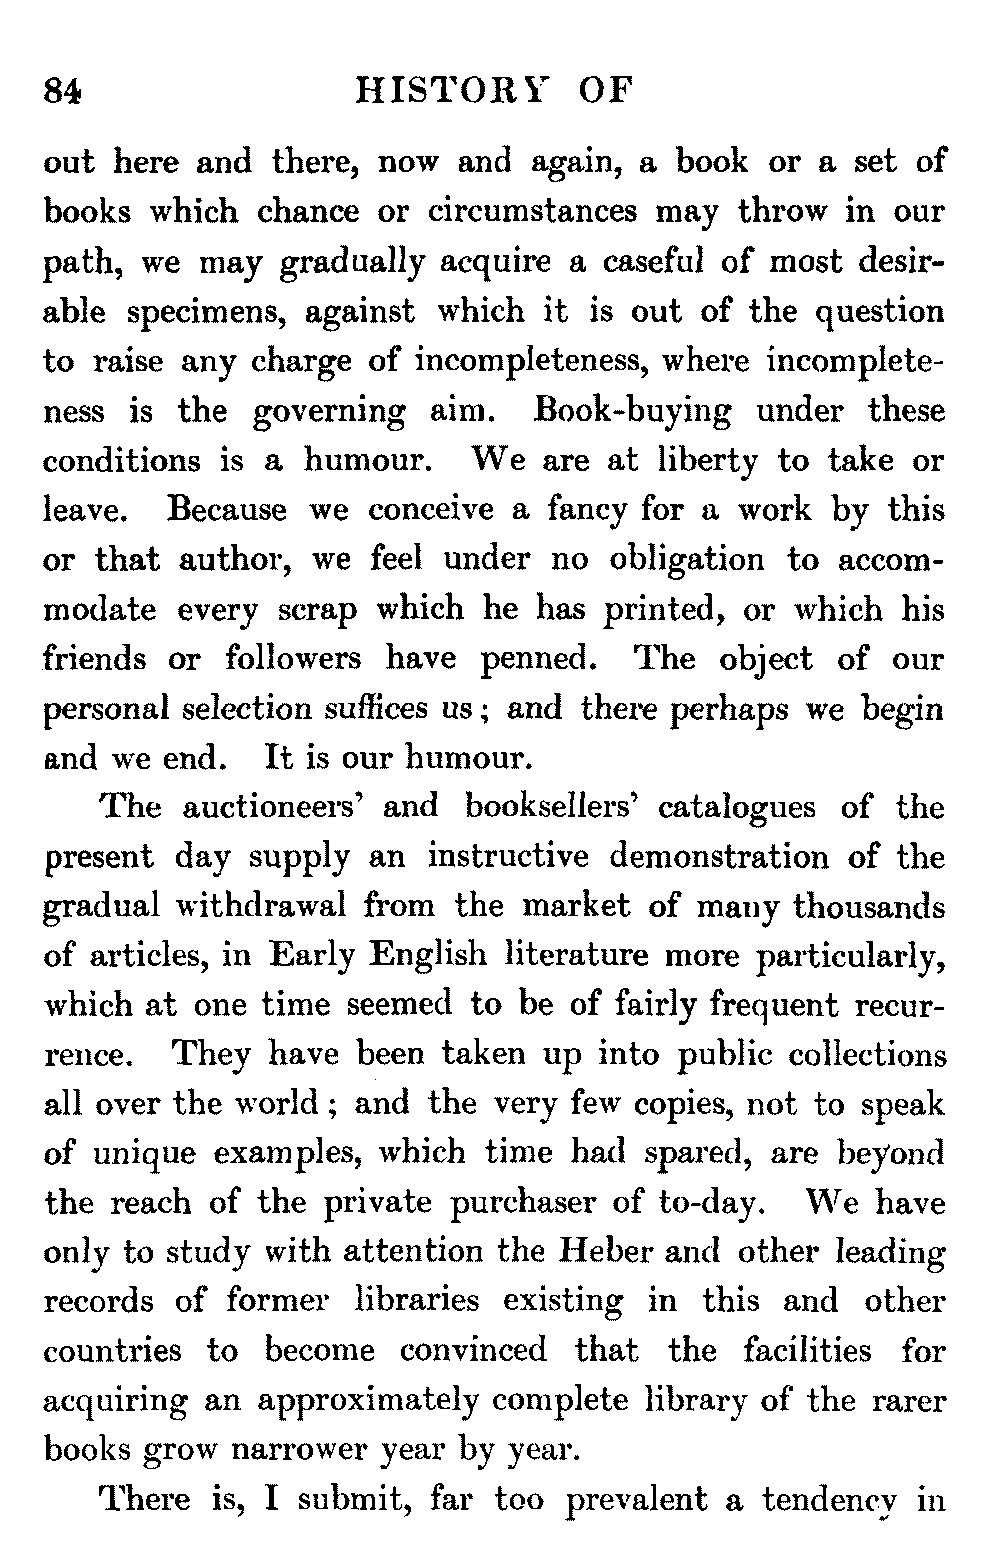 84 HISTORY OF
out here and there, now and again, a book or a set of
books which chance or circumstances may throw in our
path, we may gradually acquire a caseful of most desir-
able specimens, against which it is out of the question
to raise any charge of incompleteness, where incomplete-
ness is the governing aim. Book-buying under these
conditions is a humour. We are at liberty to take or
leave. Because we conceive a fancy for a work by this
or that author, we feel under no obligation to accom-
modate every scrap which he has printed, or which his
friends or followers have penned. The object of our
personal selection suffices us; and there perhaps we begin
and we end. It is our humour.
The auctioneers' and booksellers' catalogues of the
present day supply an instructive demonstration of the
gradual withdrawal from the market of many thousands
of articles, in Early English literature more particularly,
which at one time seemed to be of fairly frequent recur-
rence. They have been taken up into public collections
all over the world; and the very few copies, not to speak
of unique examples, which time had spared, are beyond
the reach of the private purchaser of to-day. We have
only to study with attention the Heber and other leading
records of former libraries existing in this and other
countries to become convinced that the facilities for
acquiring an approximately complete library of the rarer
books grow narrower year by year.
There is, I submit, far too prevalent a tendency in